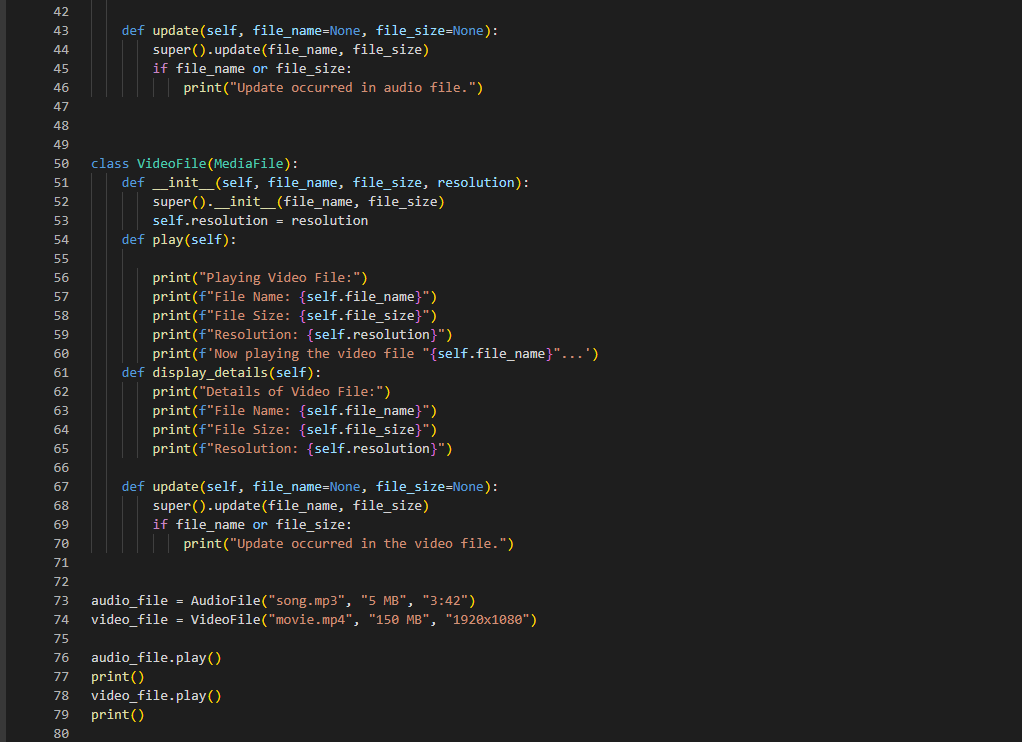 42
43 def update(self, file_name=None, file_size=None):
44 super().update(file_name, file_size)
45 if file_name or file_size:
46 print("Update occurred in audio file.")
47
48
49
50 class VideoFile(MediaFile):
51 def __init__(self, file_name, file_size, resolution):
52 super().__init__(file_name, file_size)
53 self.resolution = resolution
54 def play(self):
55
56 print("Playing Video File:")
57 print(f"File Name: {self.file_name}")
58 print(f"File Size: {self.file_size}")
59 print(f"Resolution: {self.resolution}")
60 print(f'Now playing the video file "{self.file_name}"...')
61 def display_details(self):
62 print("Details of Video File:")
63 print(f"File Name: {self.file_name}")
64 print(f"File Size: {self.file_size}")
65 print(f"Resolution: {self.resolution}")
66
67 def update(self, file_name=None, file_size=None):
68 super().update(file_name, file_size)
69 if file_name or file_size:
70 print("Update occurred in the video file.")
71
72
73 audio_file = AudioFile("song.mp3", "5 MB", "3:42")
74 video_file = VideoFile("movie.mp4", "150 MB", "1920x1080")
75
76 audio_file.play()
77 print()
78 video_file.play()
79 print()
80